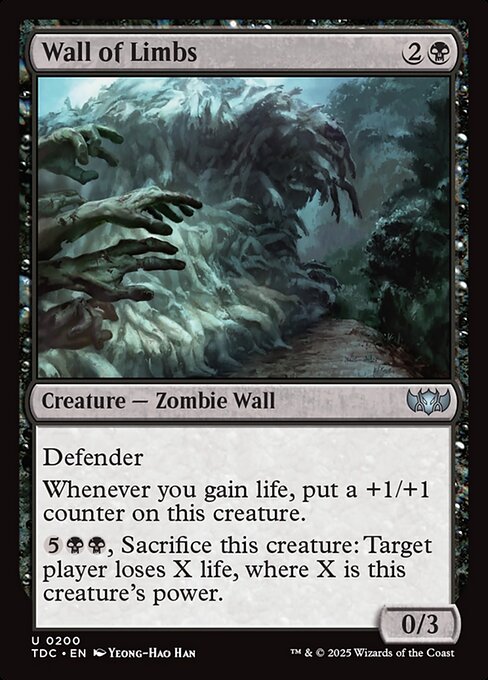 Wall of Limbs 2
Creature — Zombie Wall
Defender
Whenever you gain life, put a +1/+1
counter on this creature.
5, Sacrifice this creature: Target
player loses X life, where X is this
creature's power.
0/3
U 0200
TDC • EN Yeong-Hao Han ™ & © 2025 Wizards of the Coast